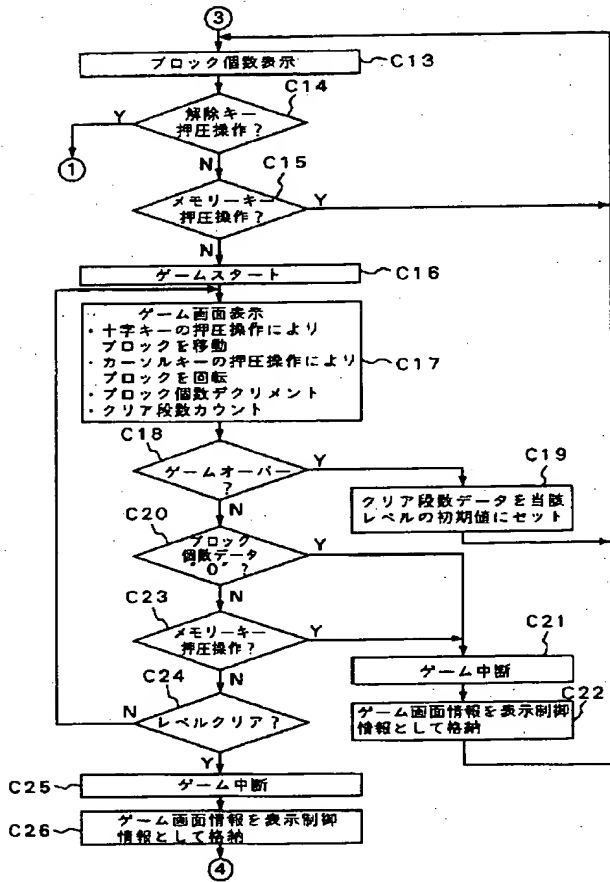 ③
ブロック個数表示
C13
C14
解除キー
押圧操作？
Y
①
N
C15
メモリーキー
押圧操作？
Y
N
ゲームスタート
C16
ゲーム画面表示
・十字キーの押圧操作により
ブロックを移動
・カーソルキーの押圧操作により
ブロックを回転
・ブロック個数デクリメント
・クリア段数カウント
C17
C18
ゲームオーバー
？
Y
N
C19
クリア段数データを当該
レベルの初期値にセット
C20
ブロック
個数データ
"0"？
Y
N
C23
メモリーキー
押圧操作？
Y
N
C21
ゲーム中断
C22
ゲーム画面情報を表示制御
情報として格納
C24
レベルクリア？
N
Y
C25
ゲーム中断
C26
ゲーム画面情報を表示制御
情報として格納
④